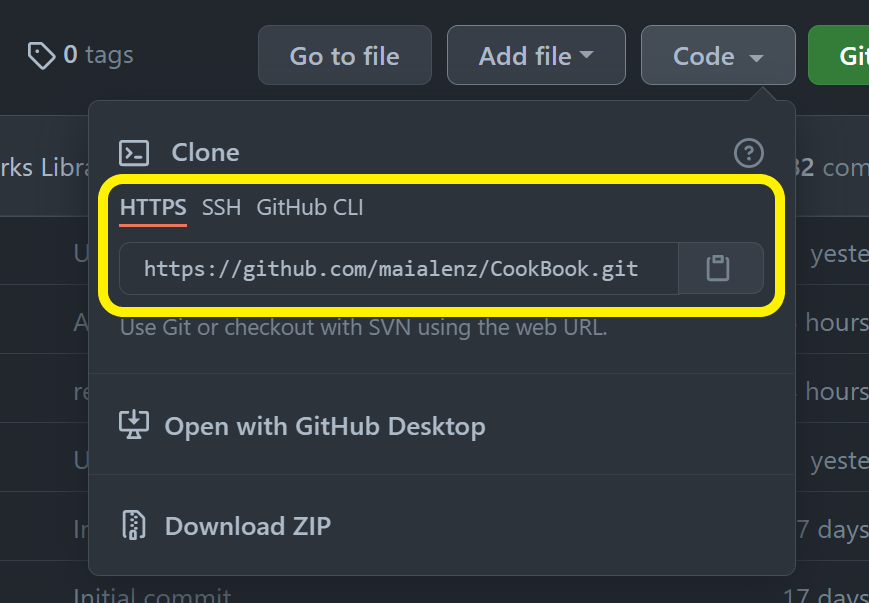 0 tags
Go to file
Add file
Code
Git
Clone
HTTPS SSH GitHub CLI
https://github.com/maialenz/CookBook.git
Use Git or checkout with SVN using the web URL.
Open with GitHub Desktop
Download ZIP
rks Libra
32 com
yeste
hours
hours
yeste
7 days
Initial commit
17 days